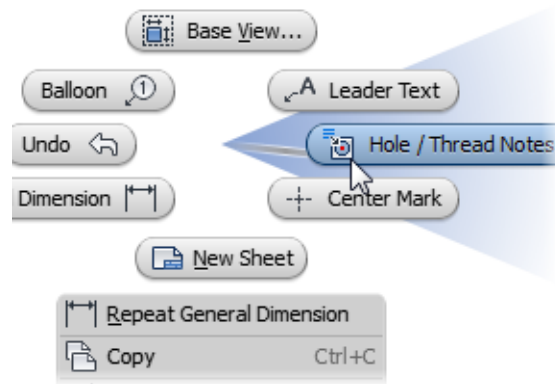 Base View...
Balloon 1
Leader Text
Undo
Hole / Thread Notes
Dimension
A
Center Mark
New Sheet
Repeat General Dimension
Copy Ctrl+C